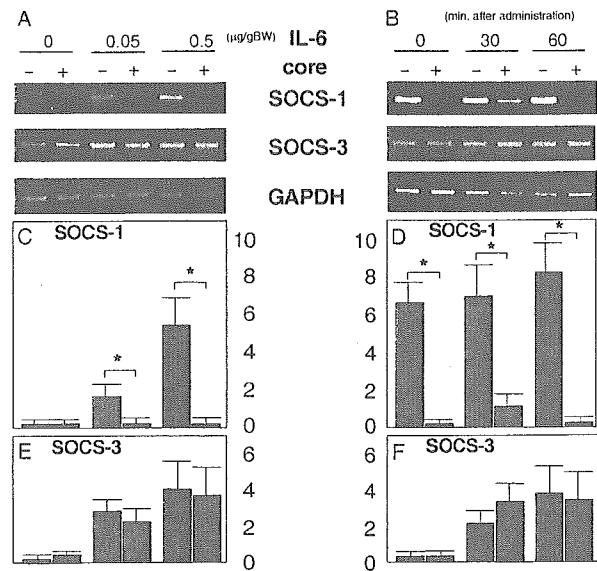 A
0 0.05 0.5 (µg/gBW) IL-6
− + − + − + core
SOCS-1
SOCS-3
GAPDH
B (min. after administration)
0 30 60
− + − + − +
C SOCS-1
10
8
6
4
2
0
* *
D SOCS-1
10
8
6
4
2
0
* * *
E SOCS-3
6
4
2
0
F SOCS-3
6
4
2
0